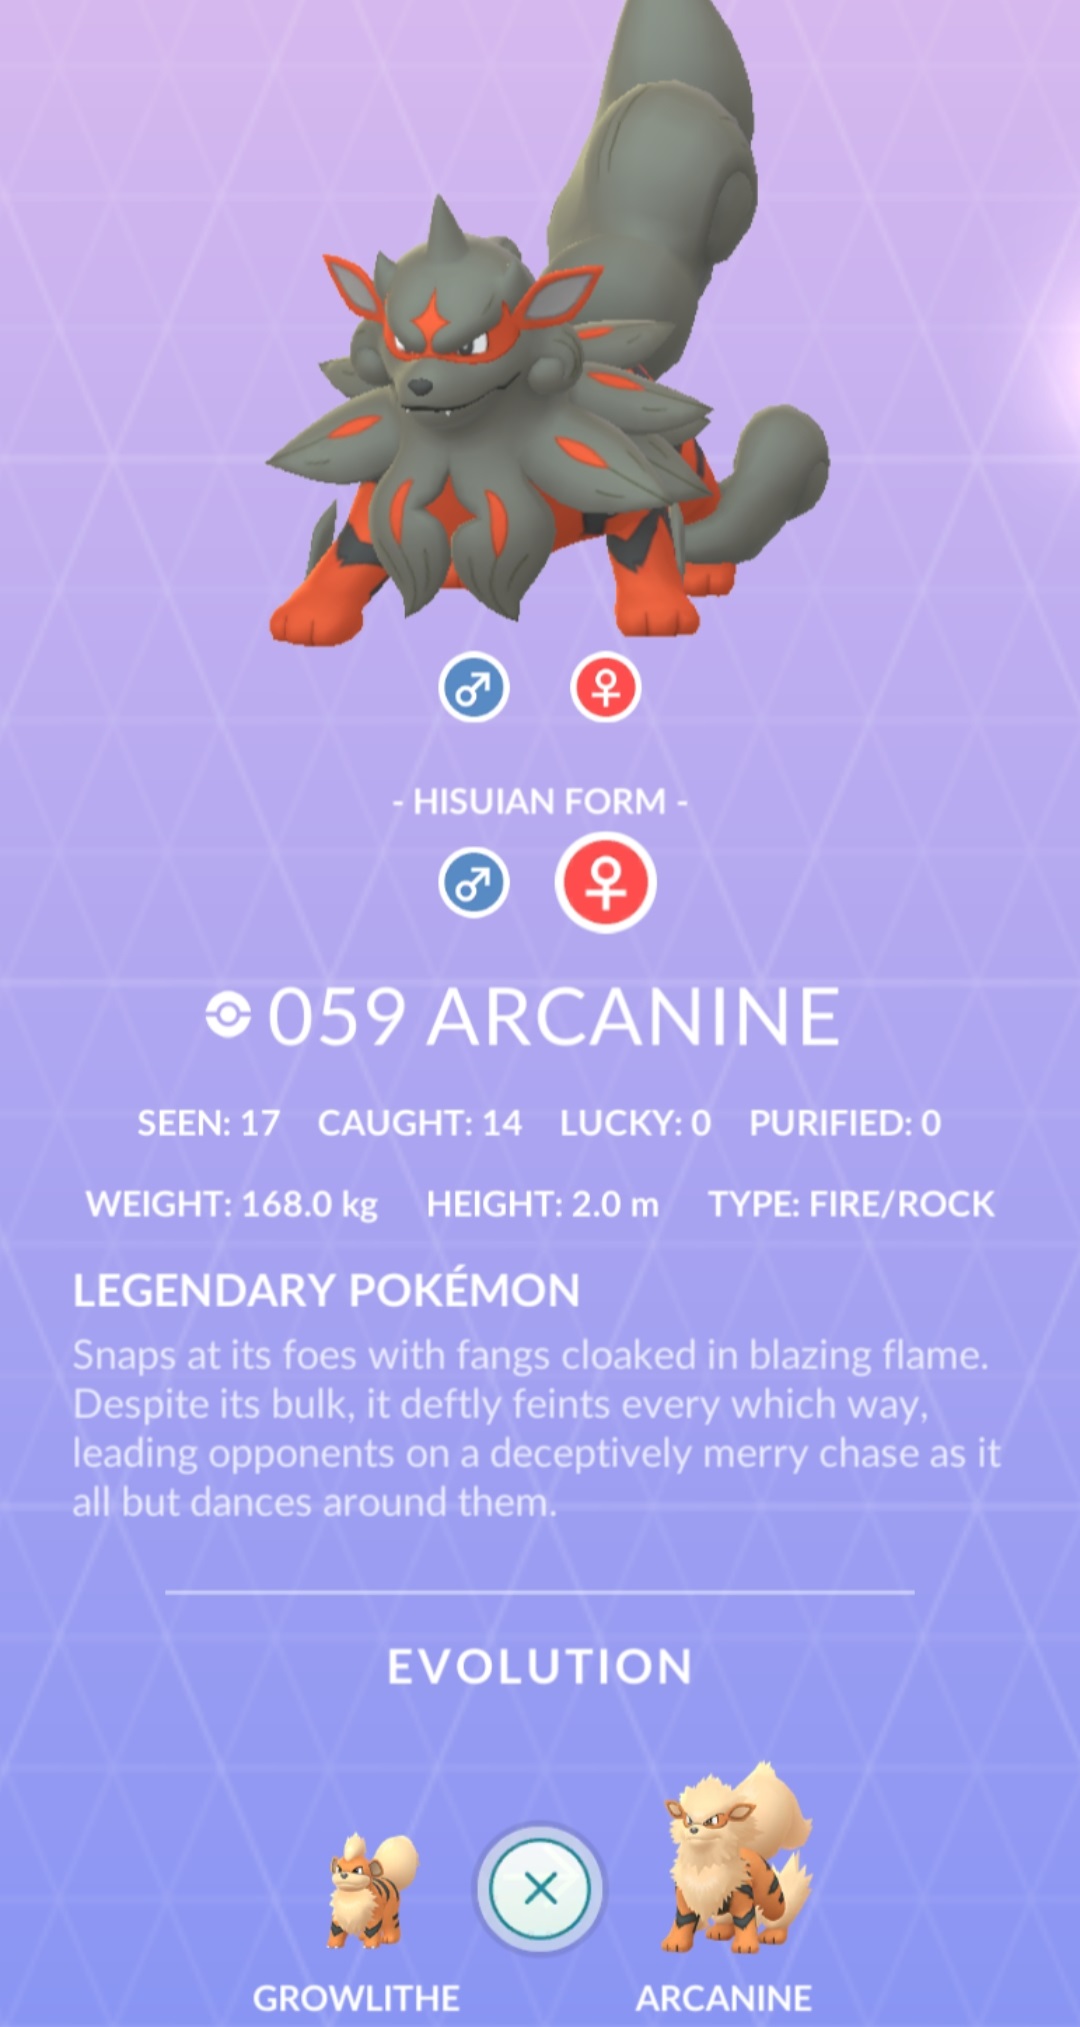 - HISUIAN FORM -
059 ARCANINE
SEEN: 17 CAUGHT: 14 LUCKY: 0 PURIFIED: 0
WEIGHT: 168.0 kg HEIGHT: 2.0 m TYPE: FIRE/ROCK
LEGENDARY POKÉMON
Snaps at its foes with fangs cloaked in blazing flame.
Despite its bulk, it deftly feints every which way,
leading opponents on a deceptively merry chase as it
all but dances around them.
EVOLUTION
GROWLITHE ARCANINE